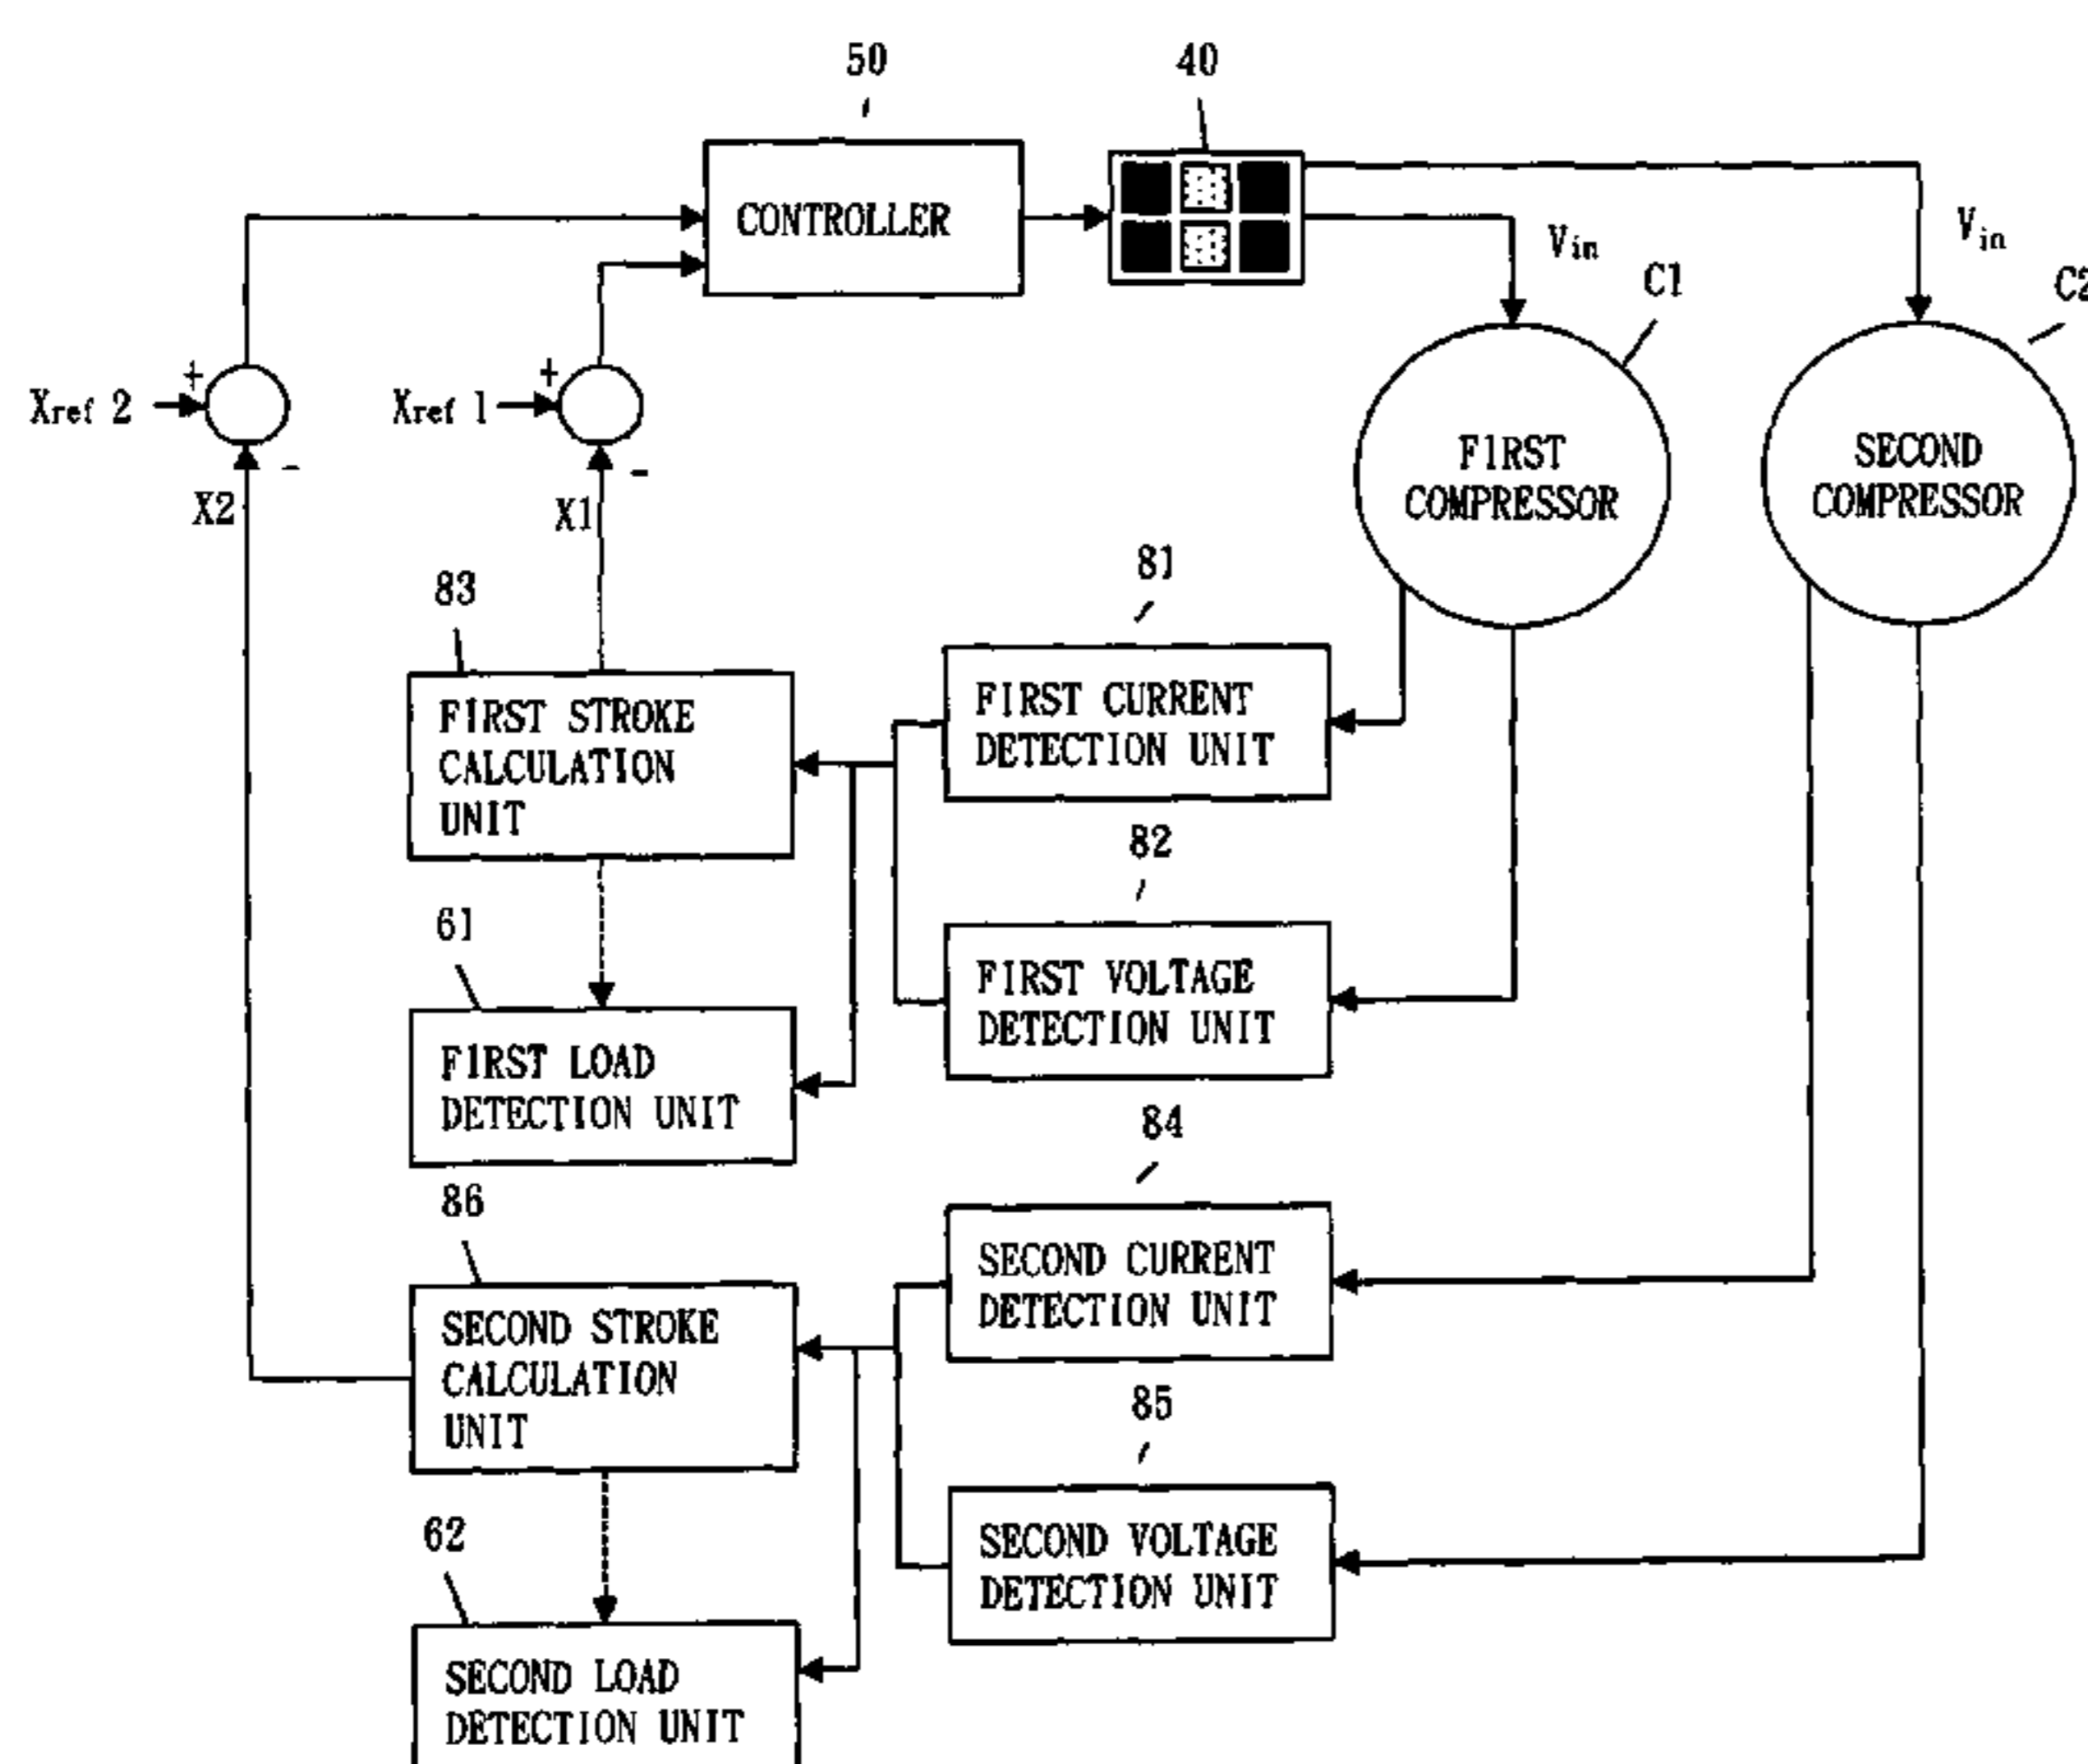 50
40
CONTROLLER
Vin
Vin
C1
C2
+
+
Xref 2
Xref 1
FIRST
COMPRESSOR
SECOND
COMPRESSOR
-
-
X2
X1
81
83
FIRST CURRENT
DETECTION UNIT
FIRST STROKE
CALCULATION
UNIT
82
61
FIRST VOLTAGE
DETECTION UNIT
FIRST LOAD
DETECTION UNIT
84
86
SECOND CURRENT
DETECTION UNIT
SECOND STROKE
CALCULATION
UNIT
85
62
SECOND VOLTAGE
DETECTION UNIT
SECOND LOAD
DETECTION UNIT